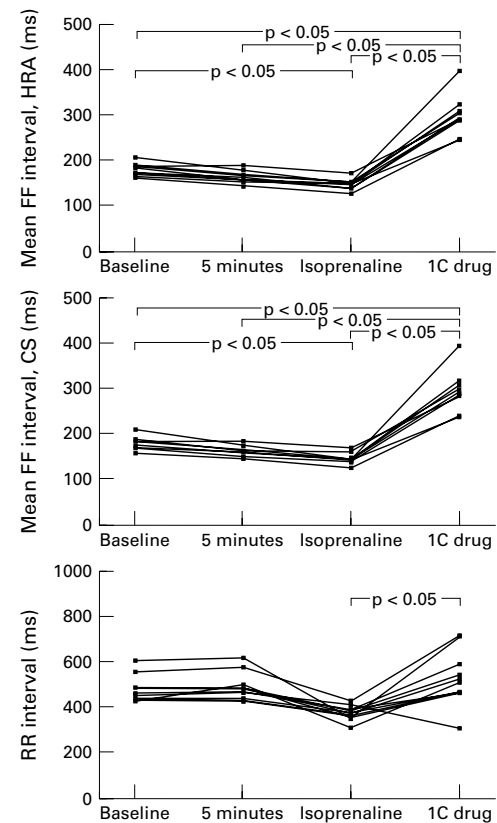 Mean FF interval, HRA (ms)
500
400
300
200
100
0
p < 0.05
p < 0.05
p < 0.05
p < 0.05
Baseline 5 minutes Isoprenaline 1C drug
Mean FF interval, CS (ms)
500
400
300
200
100
0
p < 0.05
p < 0.05
p < 0.05
p < 0.05
Baseline 5 minutes Isoprenaline 1C drug
RR interval (ms)
1000
800
600
400
200
0
p < 0.05
Baseline 5 minutes Isoprenaline 1C drug